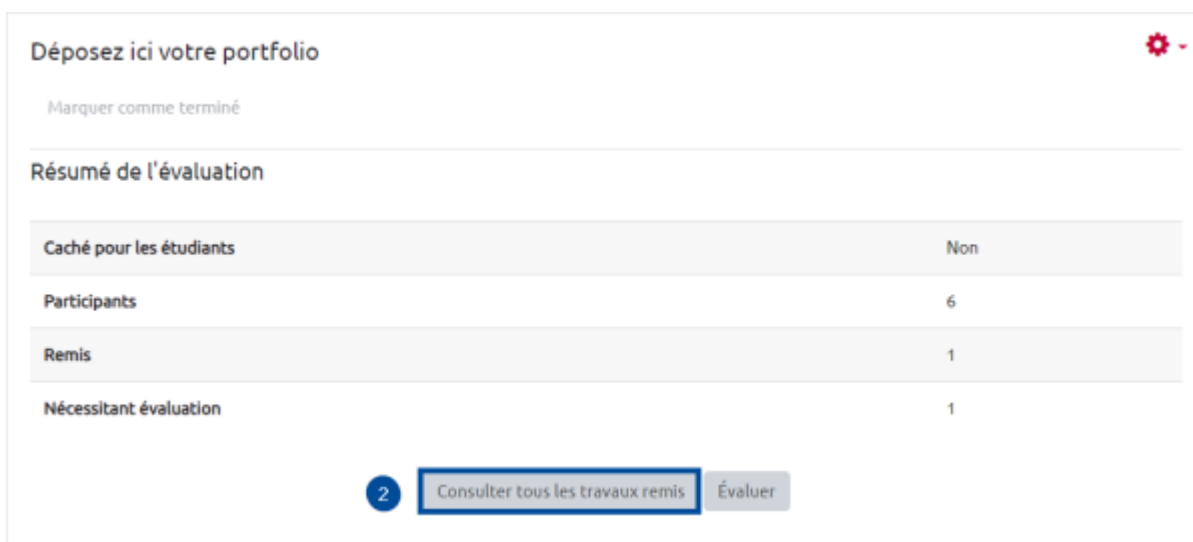 Déposez ici votre portfolio
Marquer comme terminé
Résumé de l'évaluation
Caché pour les étudiants Non
Participants 6
Remis 1
Nécessitant évaluation 1
2 Consulter tous les travaux remis Évaluer